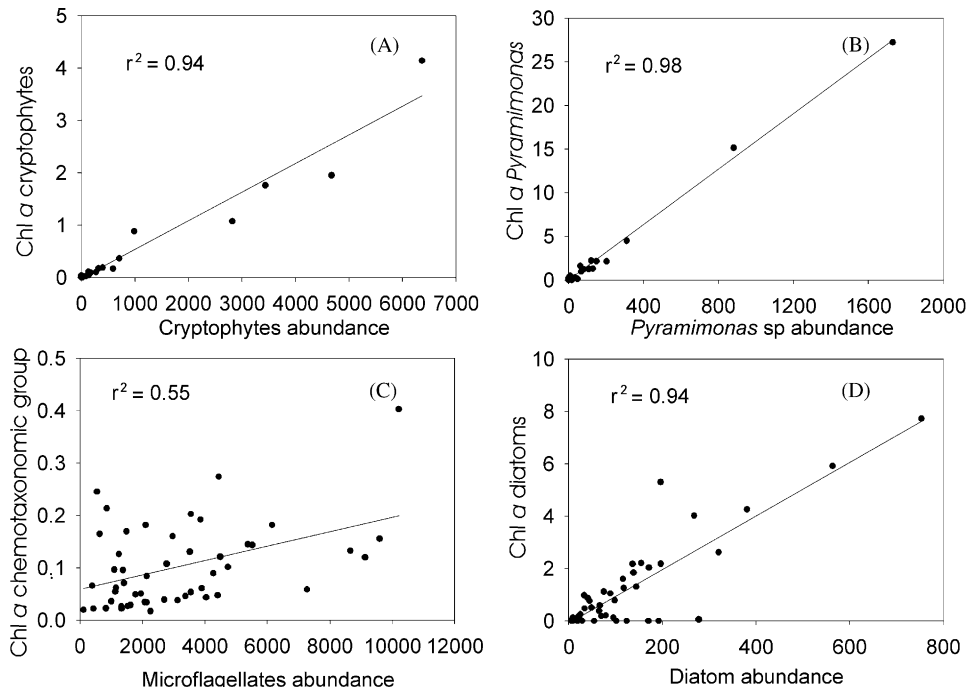 (A)
r² = 0.94
Chl a cryptophytes
5
4
3
2
1
0
0 1000 2000 3000 4000 5000 6000 7000
Cryptophytes abundance
(B)
r² = 0.98
Chl a Pyramimonas
30
25
20
15
10
5
0
0 400 800 1200 1600 2000
Pyramimonas sp abundance
(C)
r² = 0.55
Chl a chemotaxonomic group
0.5
0.4
0.3
0.2
0.1
0.0
0 2000 4000 6000 8000 10000 12000
Microflagellates abundance
(D)
r² = 0.94
Chl a diatoms
10
8
6
4
2
0
0 200 400 600 800
Diatom abundance